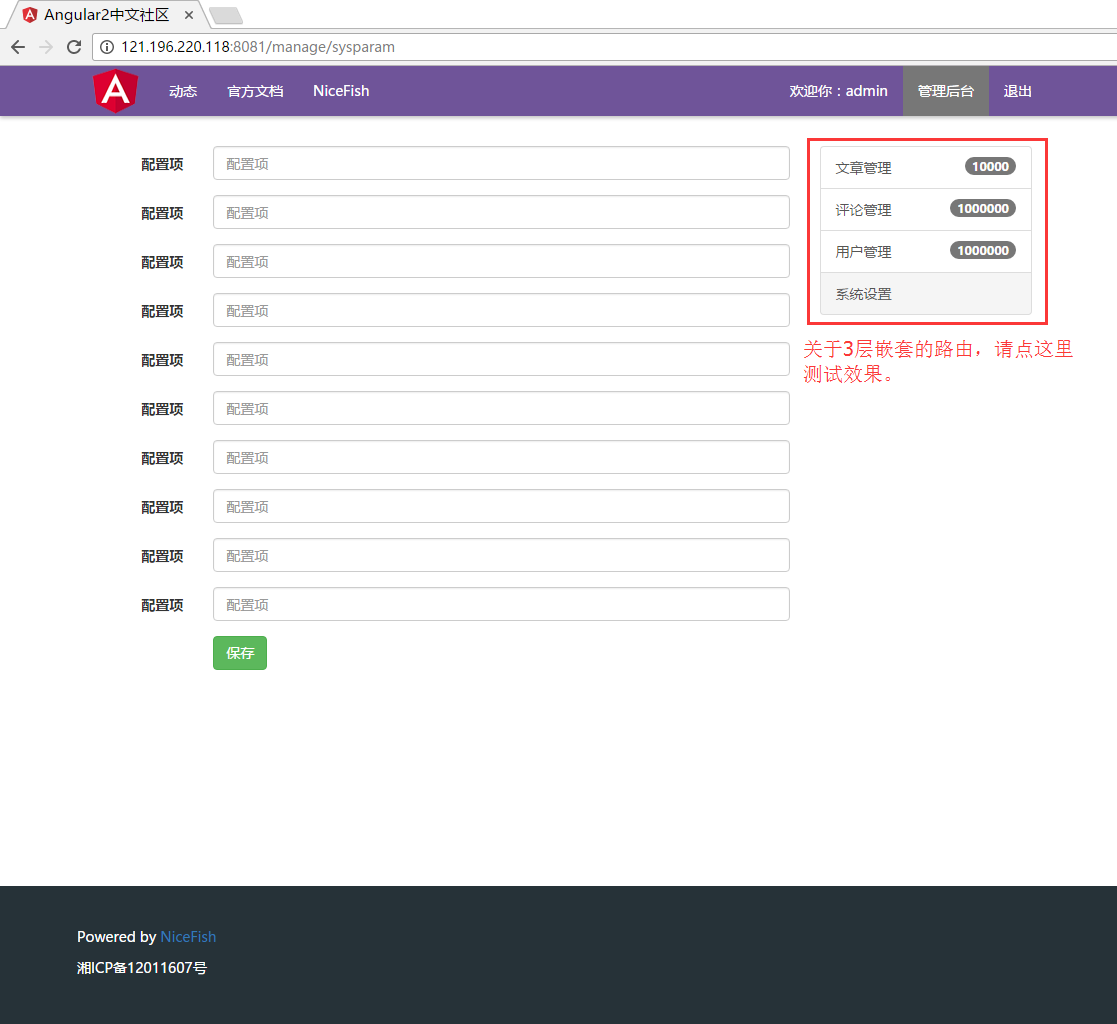 Angular2中文社区
121.196.220.118:8081/manage/sysparam
动态 官方文档 NiceFish 欢迎你：admin 管理后台 退出
配置项 配置项
配置项 配置项
配置项 配置项
配置项 配置项
配置项 配置项
配置项 配置项
配置项 配置项
配置项 配置项
配置项 配置项
配置项 配置项
保存
文章管理 10000
评论管理 1000000
用户管理 1000000
系统设置
关于3层嵌套的路由，请点这里
测试效果。
Powered by NiceFish
湘ICP备12011607号